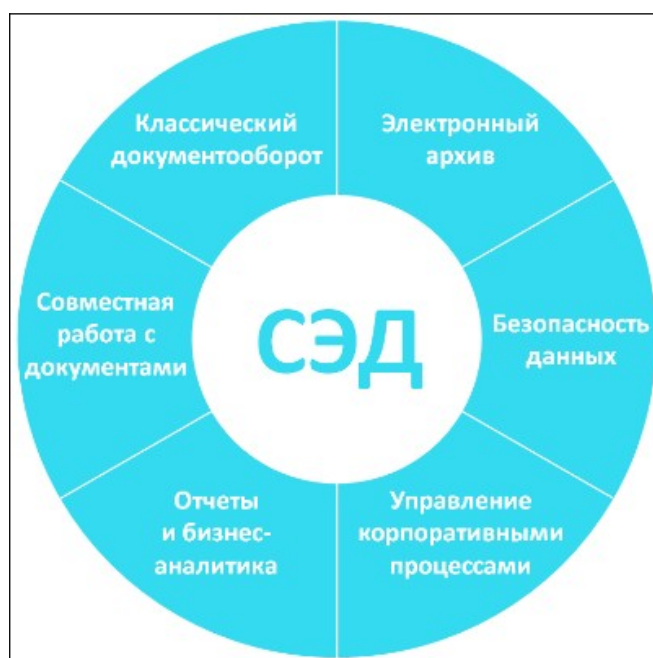 Классический
документооборот
Электронный
архив
Совместная
работа с
документами
СЭД
Безопасность
данных
Отчеты
и бизнес-
аналитика
Управление
корпоративными
процессами